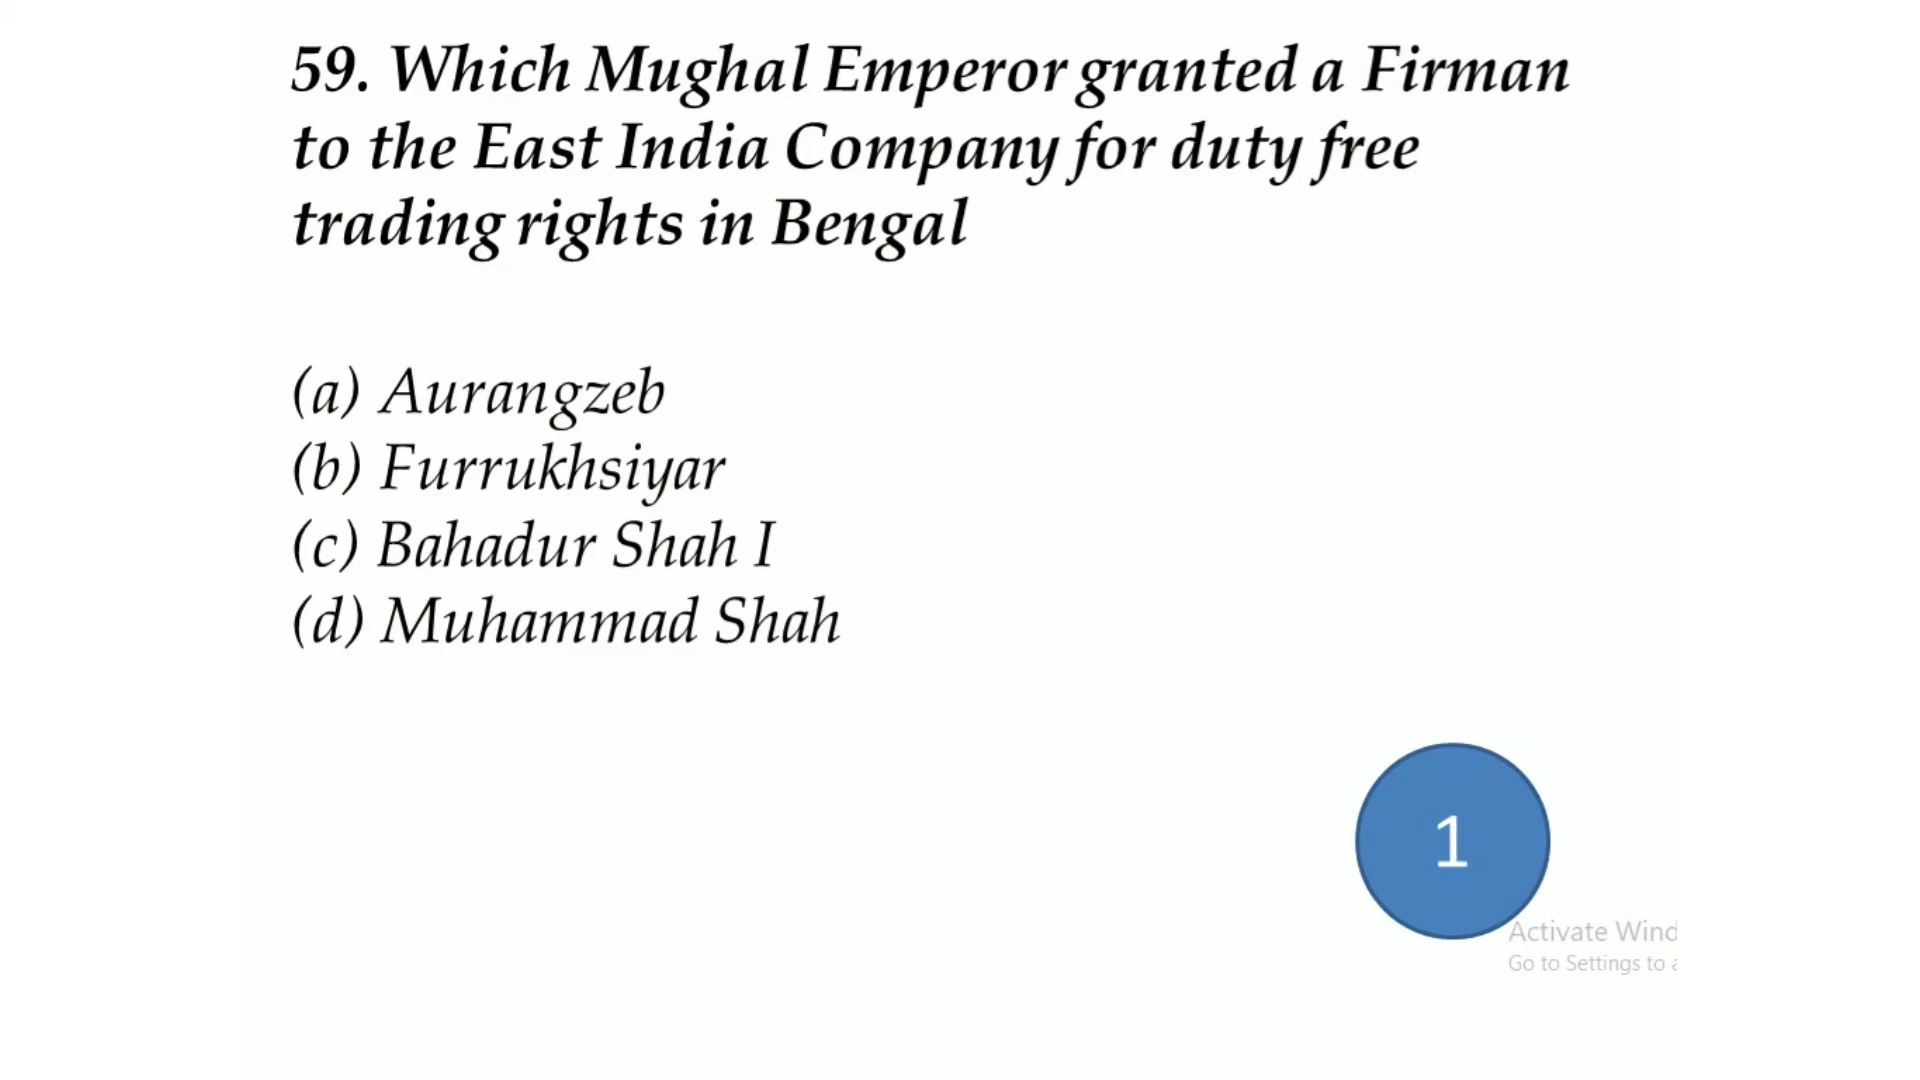 59. Which Mughal Emperor granted a Firman
to the East India Company for duty free
trading rights in Bengal
(a) Aurangzeb
(b) Furrukhsiyar
(c) Bahadur Shah I
(d) Muhammad Shah
1
Activate Wind
Go to Settings to a